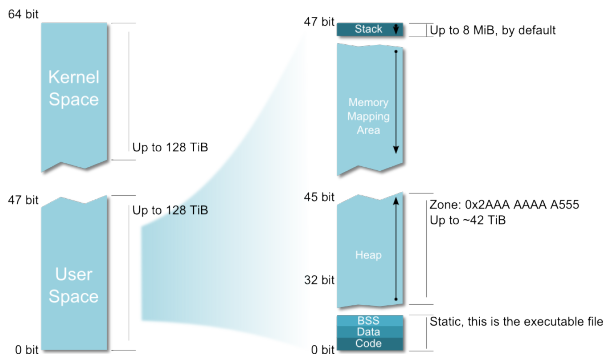 64 bit
Kernel
Space
Up to 128 TiB
47 bit
Up to 128 TiB
User
Space
0 bit
47 bit
Stack
Up to 8 MiB, by default
Memory
Mapping
Area
45 bit
Zone: 0x2AAA AAAA A555
Up to ~42 TiB
Heap
32 bit
BSS
Data
Code
Static, this is the executable file
0 bit